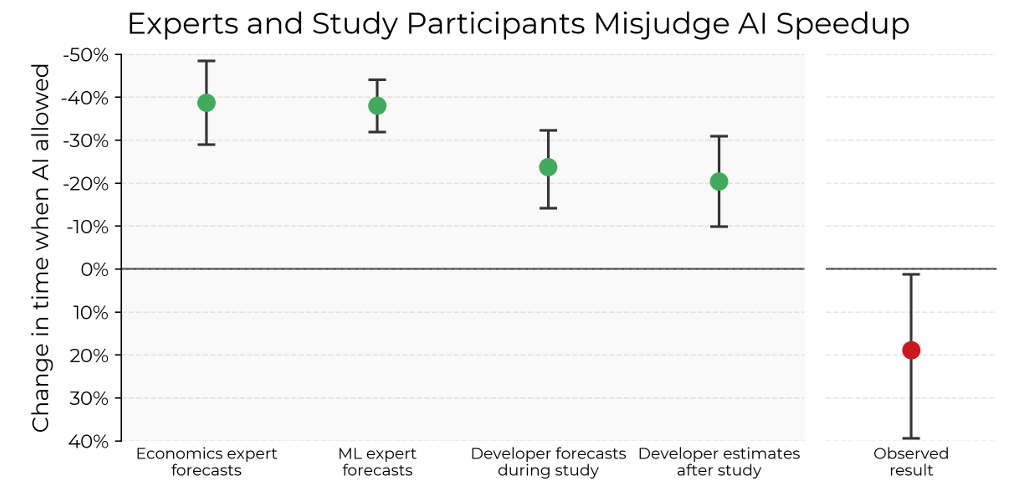 Experts and Study Participants Misjudge AI Speedup
Change in time when AI allowed
-50%
-40%
-30%
-20%
-10%
0%
10%
20%
30%
40%
Economics expert
forecasts
ML expert
forecasts
Developer forecasts
during study
Developer estimates
after study
Observed
result